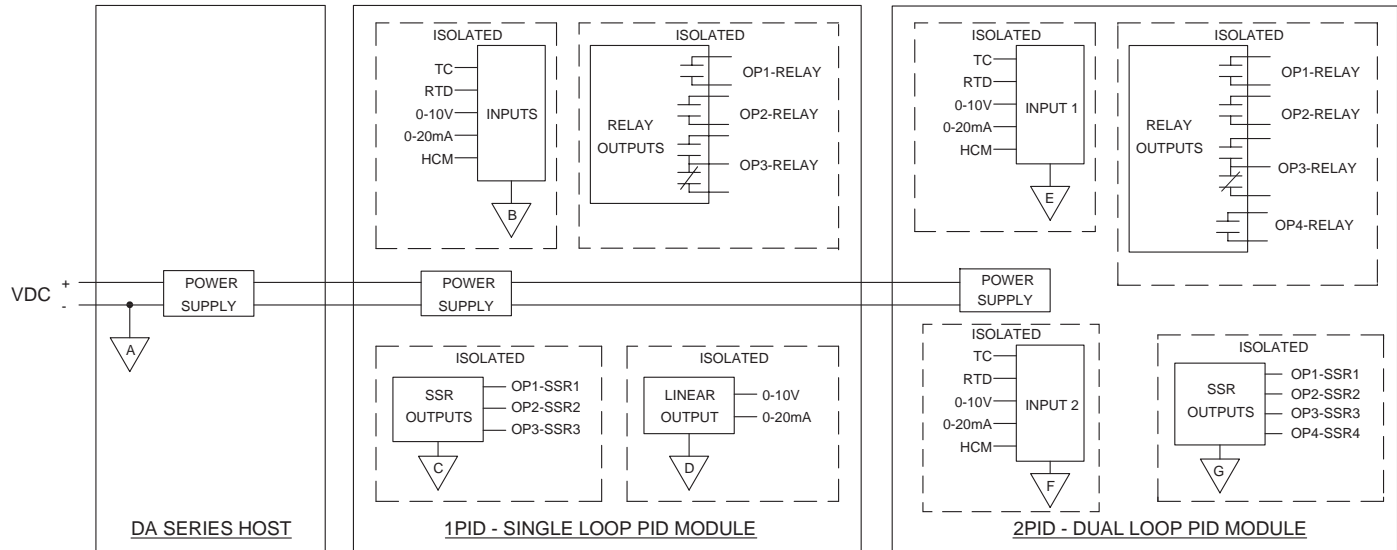 VDC
+
-
POWER
SUPPLY
A
DA SERIES HOST
ISOLATED
TC
RTD
0-10V
0-20mA
HCM
INPUTS
B
ISOLATED
RELAY
OUTPUTS
OP1-RELAY
OP2-RELAY
OP3-RELAY
POWER
SUPPLY
ISOLATED
SSR
OUTPUTS
OP1-SSR1
OP2-SSR2
OP3-SSR3
C
ISOLATED
LINEAR
OUTPUT
0-10V
0-20mA
D
1PID - SINGLE LOOP PID MODULE
ISOLATED
TC
RTD
0-10V
0-20mA
HCM
INPUT 1
E
ISOLATED
RELAY
OUTPUTS
OP1-RELAY
OP2-RELAY
OP3-RELAY
OP4-RELAY
POWER
SUPPLY
ISOLATED
TC
RTD
0-10V
0-20mA
HCM
INPUT 2
F
ISOLATED
SSR
OUTPUTS
OP1-SSR1
OP2-SSR2
OP3-SSR3
OP4-SSR4
G
2PID - DUAL LOOP PID MODULE